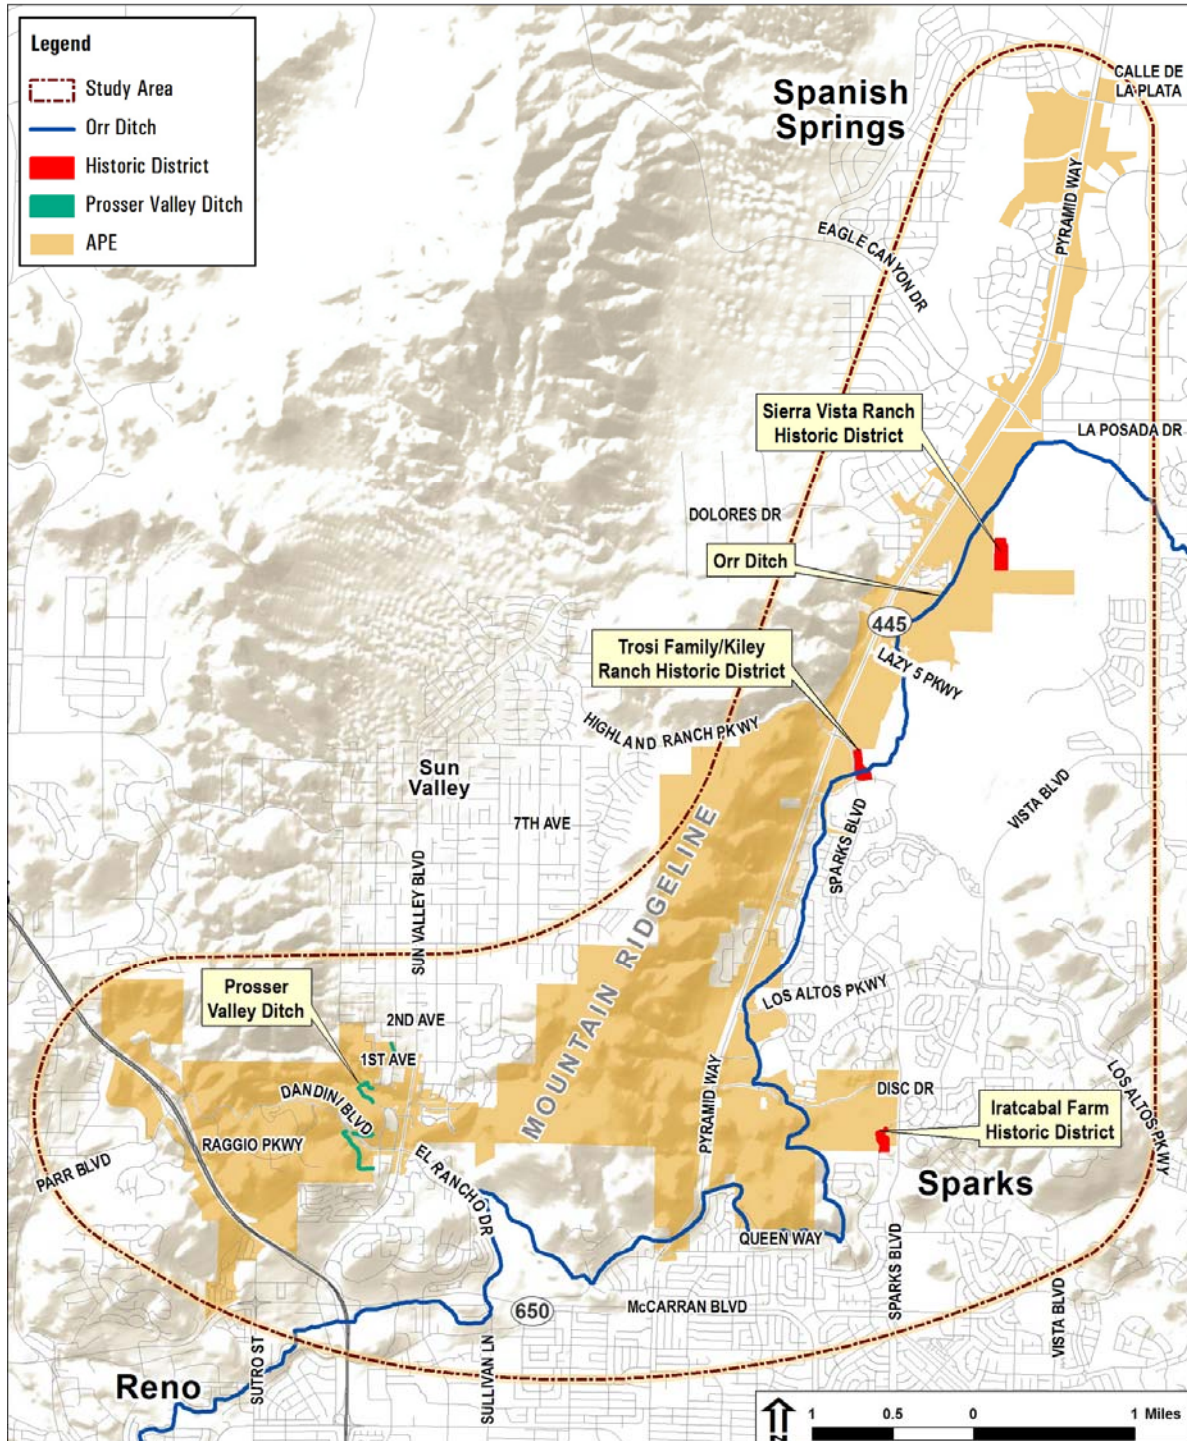 Legend
Study Area
Orr Ditch
Historic District
Prosser Valley Ditch
APE
Spanish
Springs
CALLE DE
LA PLATA
PYRAMID WAY
EAGLE CANYON DR
Sierra Vista Ranch
Historic District
LA POSADA DR
DOLORES DR
Orr Ditch
445
Trosi Family/Kiley
Ranch Historic District
LAZY 5 PKWY
HIGHLAND RANCH PKWY
Sun
Valley
7TH AVE
VISTA BLVD
SPARKS BLVD
MOUNTAIN RIDGELINE
SUN VALLEY BLVD
Prosser
Valley Ditch
LOS ALTOS PKWY
2ND AVE
1ST AVE
DANDINI BLVD
DISC DR
LOS ALTOS PKWY
Iratcabal Farm
Historic District
PYRAMID WAY
RAGGIO PKWY
PARR BLVD
EL RANCHO DR
Sparks
QUEEN WAY
SPARKS BLVD
650
McCARRAN BLVD
VISTA BLVD
SUTRO ST
SULLIVAN LN
Reno
N
1 0.5 0 1 Miles